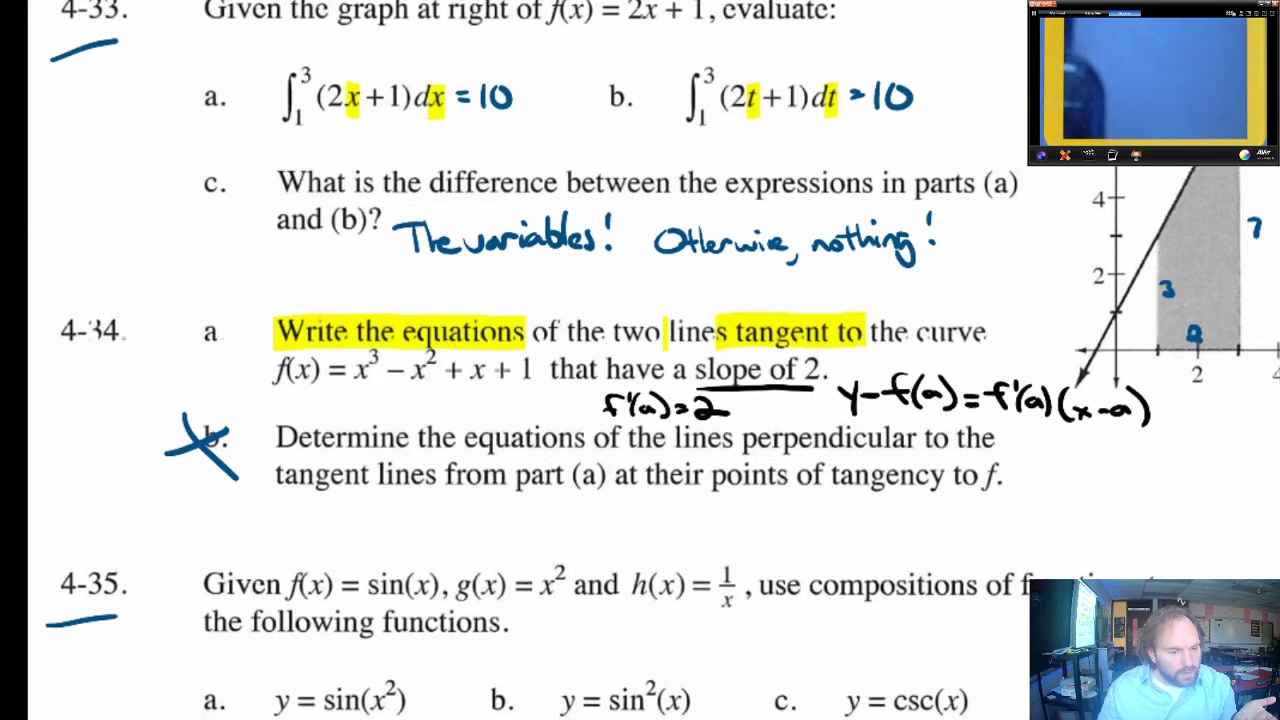 4-33. Given the graph at right of f(x) = 2x + 1, evaluate:
a. ∫₁³ (2x + 1)dx = 10 b. ∫₁³ (2t + 1)dt = 10
c. What is the difference between the expressions in parts (a)
and (b)? The variables! Otherwise, nothing!
4
2
3
7
2
2
4
4-34. a Write the equations of the two lines tangent to the curve
f(x) = x³ − x² + x + 1 that have a slope of 2.
f'(a) = 2 y − f(a) = f'(a)(x − a)
b. Determine the equations of the lines perpendicular to the
tangent lines from part (a) at their points of tangency to f.
4-35. Given f(x) = sin(x), g(x) = x² and h(x) = 1/x, use compositions of
the following functions.
a. y = sin(x²) b. y = sin²(x) c. y = csc(x)